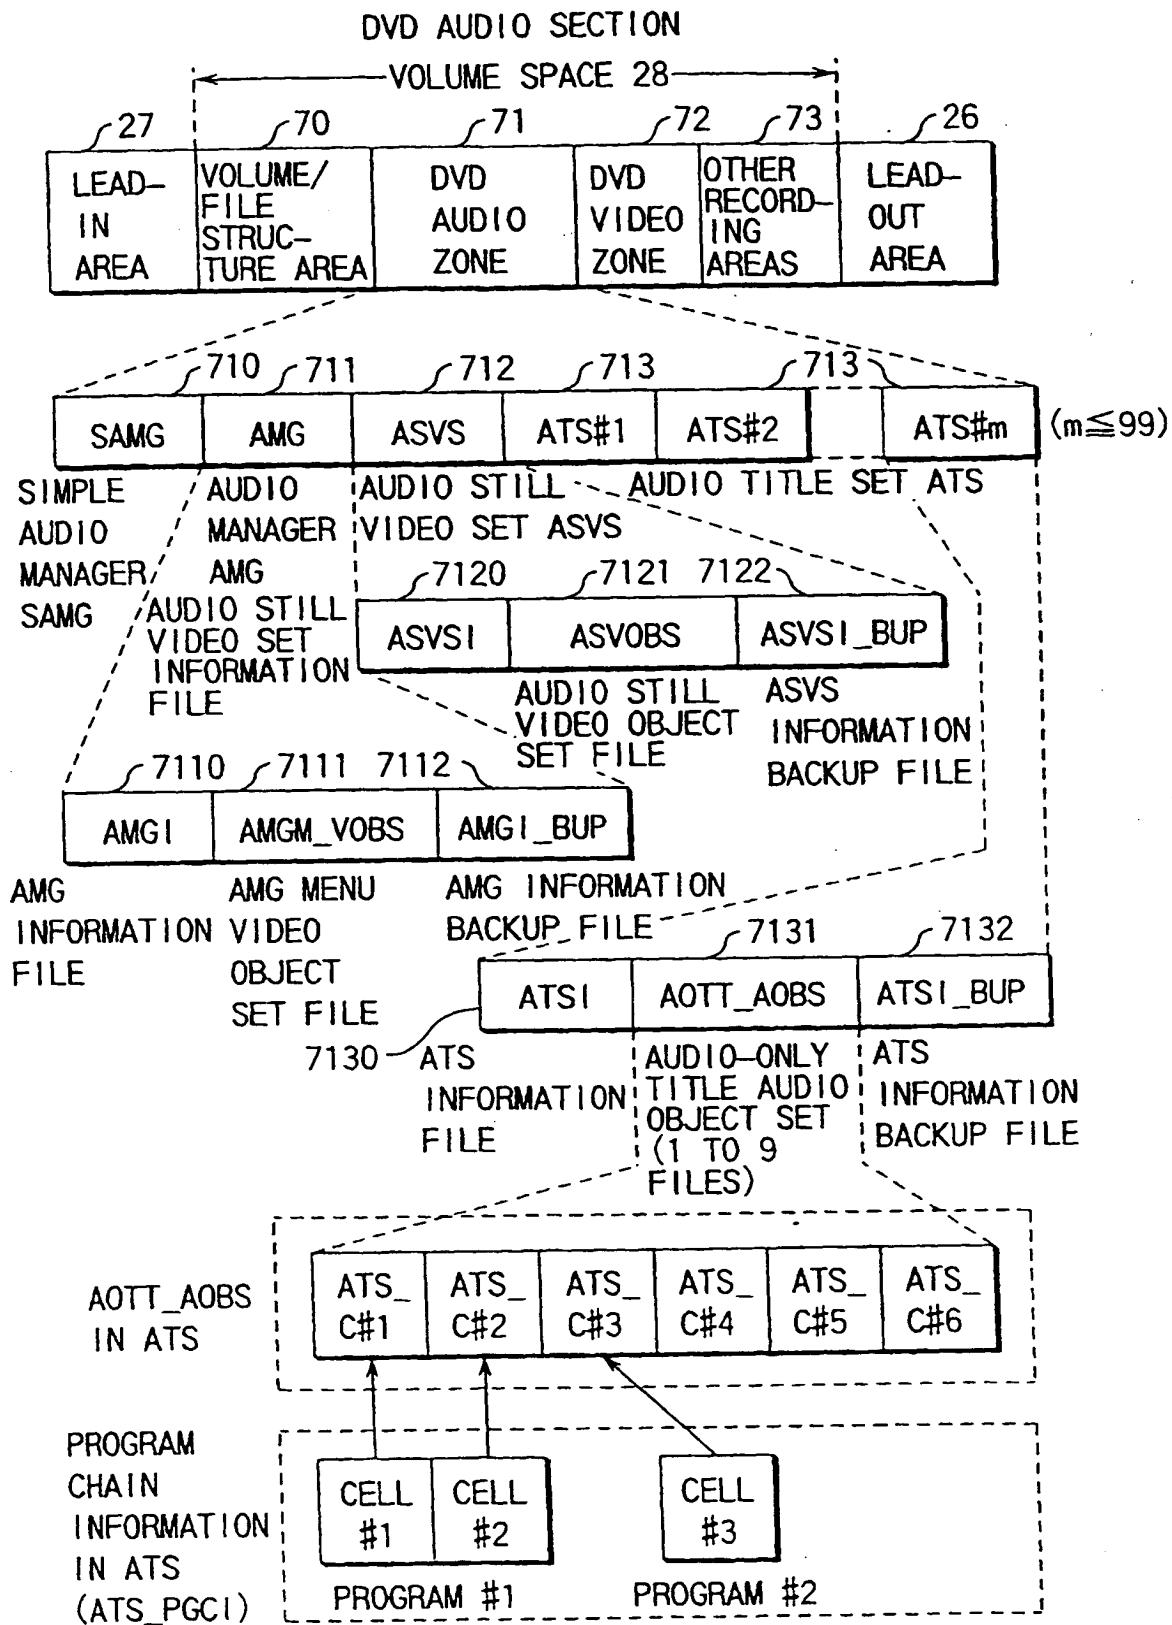 DVD AUDIO SECTION
VOLUME SPACE 28
27 70 71 72 73 26
LEAD-
IN
AREA
VOLUME/
FILE
STRUC-
TURE AREA
DVD
AUDIO
ZONE
DVD
VIDEO
ZONE
OTHER
RECORD-
ING
AREAS
LEAD-
OUT
AREA
710 711 712 713 713
SAMG AMG ASVS ATS#1 ATS#2 ATS#m (m≦99)
SIMPLE
AUDIO
MANAGER
SAMG
AUDIO
MANAGER
AMG
AUDIO STILL
VIDEO SET ASVS
AUDIO TITLE SET ATS
7120 7121 7122
ASVSI ASVOBS ASVSI_BUP
AUDIO STILL
VIDEO SET
INFORMATION
FILE
AUDIO STILL
VIDEO OBJECT
SET FILE
ASVS
INFORMATION
BACKUP FILE
7110 7111 7112
AMGI AMGM_VOBS AMGI_BUP
AMG
INFORMATION
FILE
AMG MENU
VIDEO
OBJECT
SET FILE
AMG INFORMATION
BACKUP FILE
7131 7132
ATSI AOTT_AOBS ATSI_BUP
7130
ATS
INFORMATION
FILE
AUDIO-ONLY
TITLE AUDIO
OBJECT SET
(1 TO 9
FILES)
ATS
INFORMATION
BACKUP FILE
AOTT_AOBS
IN ATS
ATS_
C#1
ATS_
C#2
ATS_
C#3
ATS_
C#4
ATS_
C#5
ATS_
C#6
PROGRAM
CHAIN
INFORMATION
IN ATS
(ATS_PGCI)
CELL
#1
CELL
#2
CELL
#3
PROGRAM #1 PROGRAM #2